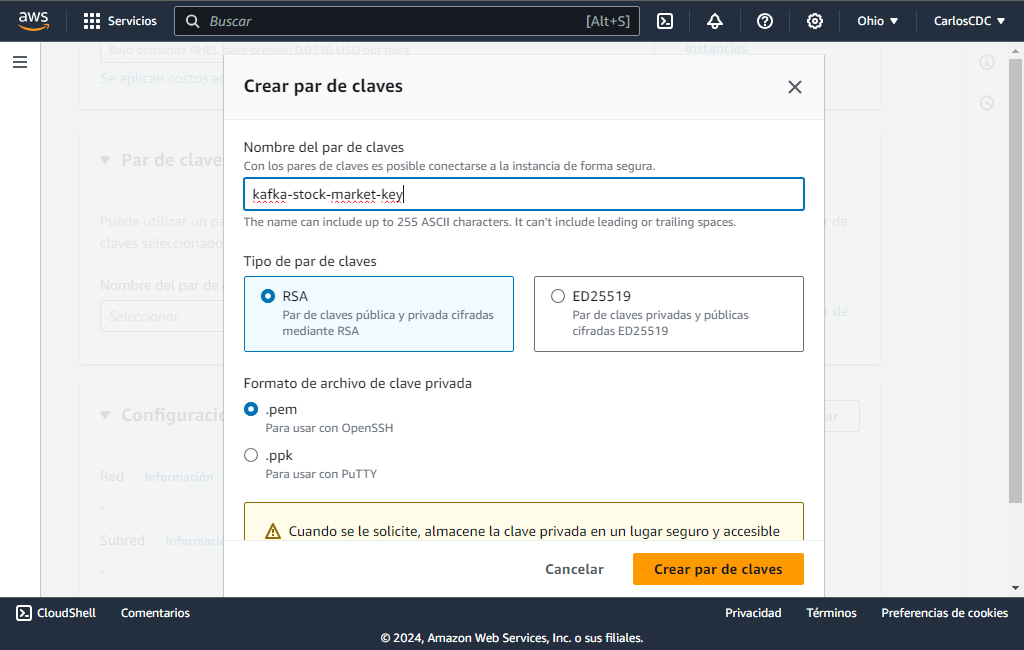 aws
Servicios
Buscar
[Alt+S]
Ohio
CarlosCDC
Bajo demanda RHEL base precios: 0.0716 USD por hora
instancias
Se aplican costos
Crear par de claves
Par de claves
Nombre del par de claves
Con los pares de claves es posible conectarse a la instancia de forma segura.
kafka-stock-market-key
Puede utilizar un
r de
claves seleccionado
The name can include up to 255 ASCII characters. It can't include leading or trailing spaces.
Tipo de par de claves
Nombre del par de
Seleccionar
r de
RSA
Par de claves pública y privada cifradas
mediante RSA
ED25519
Par de claves privadas y públicas
cifradas ED25519
Formato de archivo de clave privada
.pem
Para usar con OpenSSH
Configuraci
ar
.ppk
Para usar con PuTTY
Red
Información
-
Cuando se le solicite, almacene la clave privada en un lugar seguro y accesible
Subred
Informaci
-
Cancelar
Crear par de claves
CloudShell
Comentarios
Privacidad
Términos
Preferencias de cookies
© 2024, Amazon Web Services, Inc. o sus filiales.